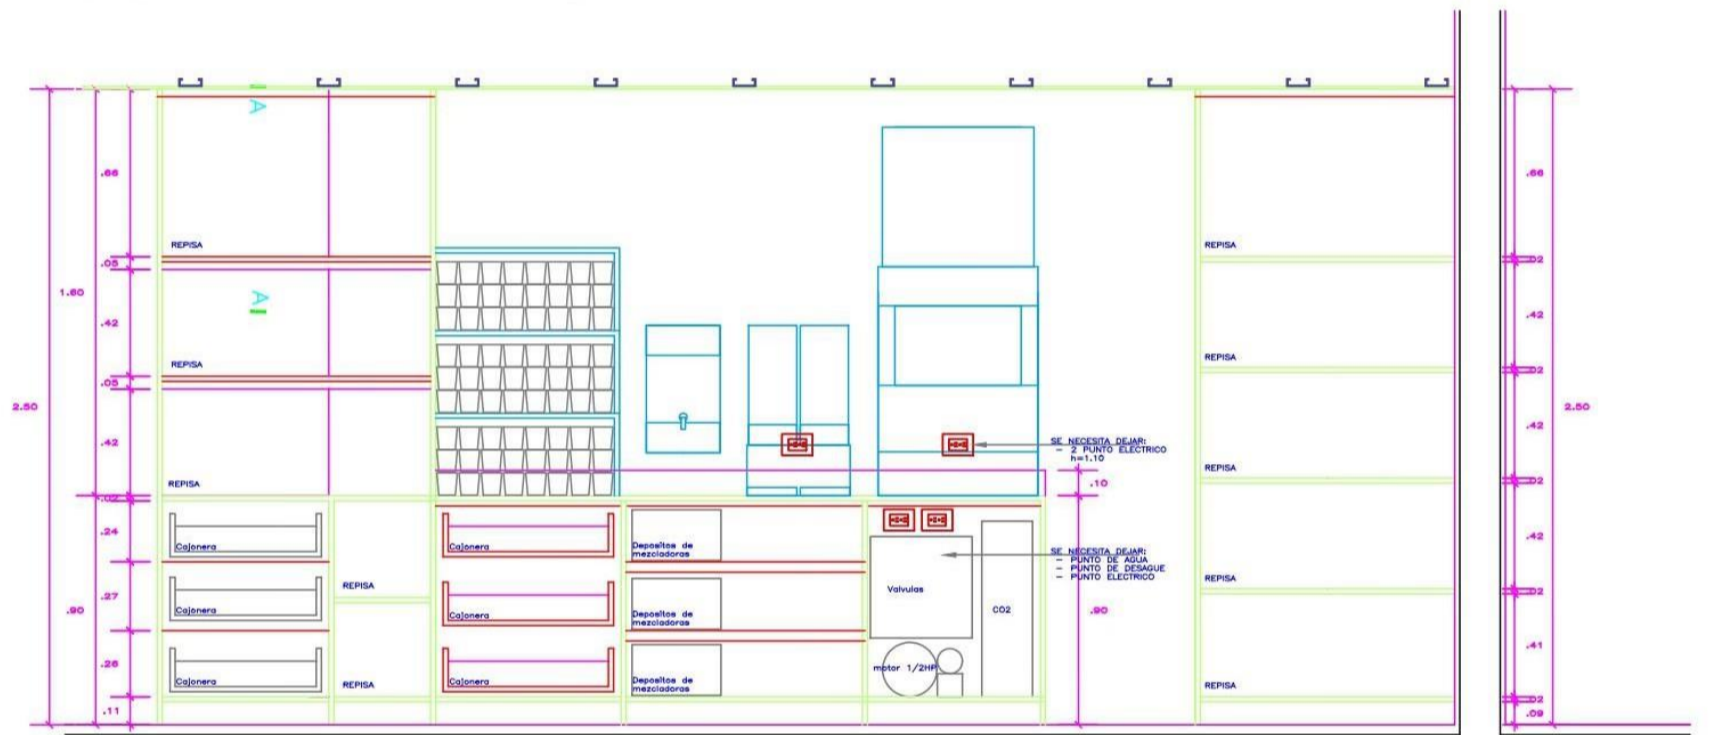 A
.66
.66
REPISA
REPISA
.05
.02
1.60
A
.42
.42
REPISA
REPISA
.02
.05
2.50
2.50
.42
.42
SE NECESITA DEJAR:
- 2 PUNTO ELECTRICO
h=1.10
REPISA
.02
REPISA
.10
.02
.24
Cajonera
Cajonera
Depositos de
mezcladoras
.42
SE NECESITA DEJAR:
- PUNTO DE AGUA
- PUNTO DE DESAGUE
- PUNTO ELECTRICO
REPISA
REPISA
Valvulas
.02
.27
.90
Cajonera
Cajonera
Depositos de
mezcladoras
CO2
.90
.41
.26
motor 1/2HP
Cajonera
REPISA
Cajonera
Depositos de
mezcladoras
REPISA
.02
.11
.09